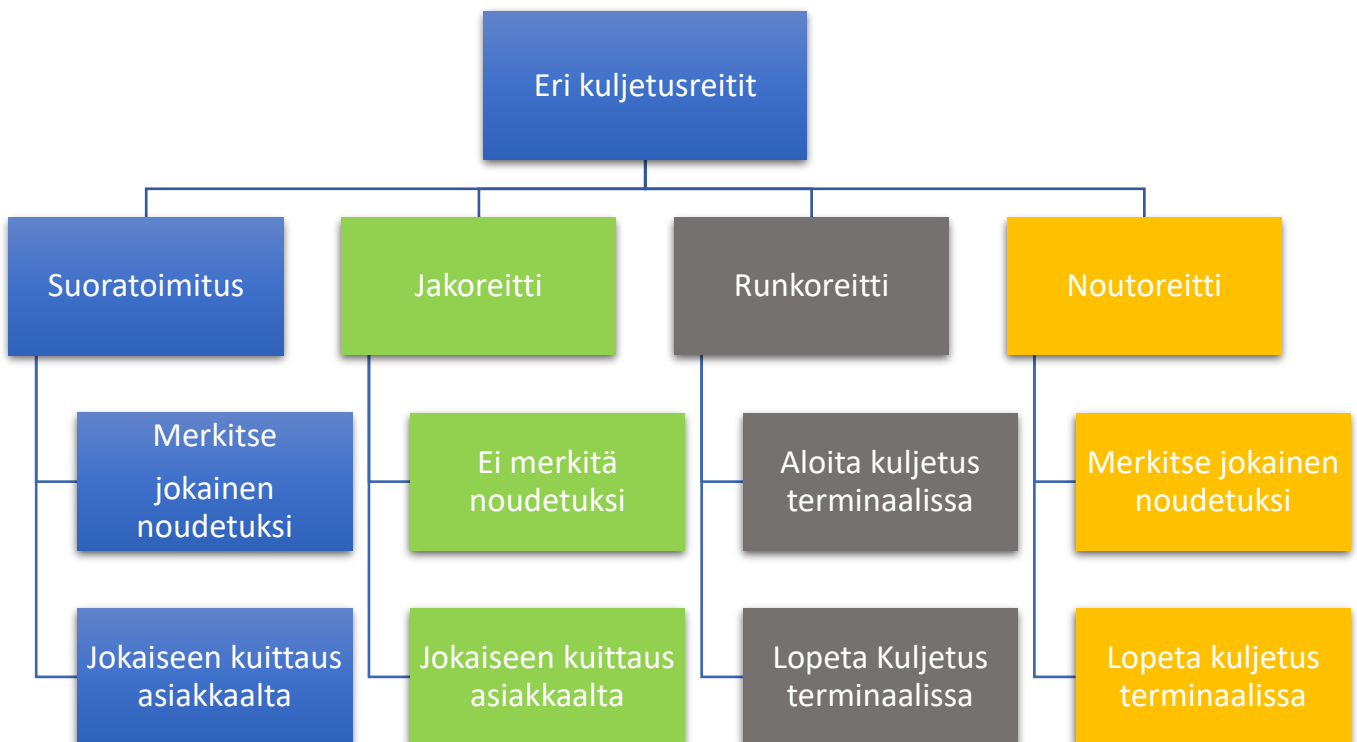 Eri kuljetusreitit
Suoratoimitus
Jakoreitti
Runkoreitti
Noutoreitti
Merkitse
jokainen
noudetuksi
Ei merkitä
noudetuksi
Aloita kuljetus
terminaalissa
Merkitse jokainen
noudetuksi
Jokaiseen kuittaus
asiakkaalta
Jokaiseen kuittaus
asiakkaalta
Lopeta Kuljetus
terminaalissa
Lopeta kuljetus
terminaalissa